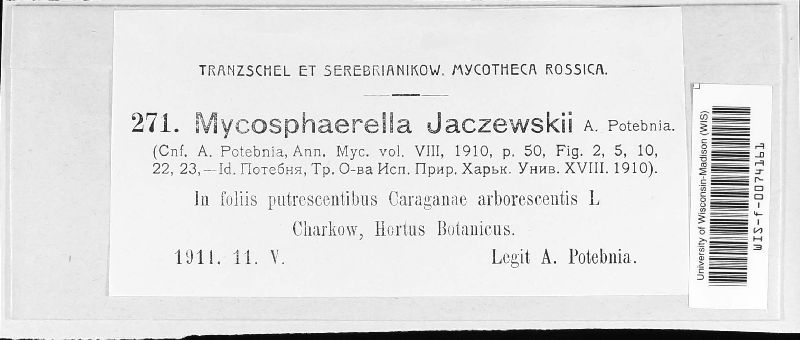 TRANZSCHEL ET SEREBRIANIKOW. MYCOTHECA ROSSICA.
271. Mycosphaerella Jaczewskii A. Potebnia.
(Cnf. A. Potebnia, Ann. Myc. vol. VIII, 1910, p. 50, Fig. 2, 5, 10,
22, 23,—Id. Потебня, Тр. О-ва Исп. Прир. Харьк. Унив. XVIII. 1910).
In foliis putrescentibus Caraganae arborescentis L
Charkow, Hortus Botanicus.
1911. 11. V. Legit A. Potebnia.
University of Wisconsin-Madison (WIS)
WIS-f-0074161